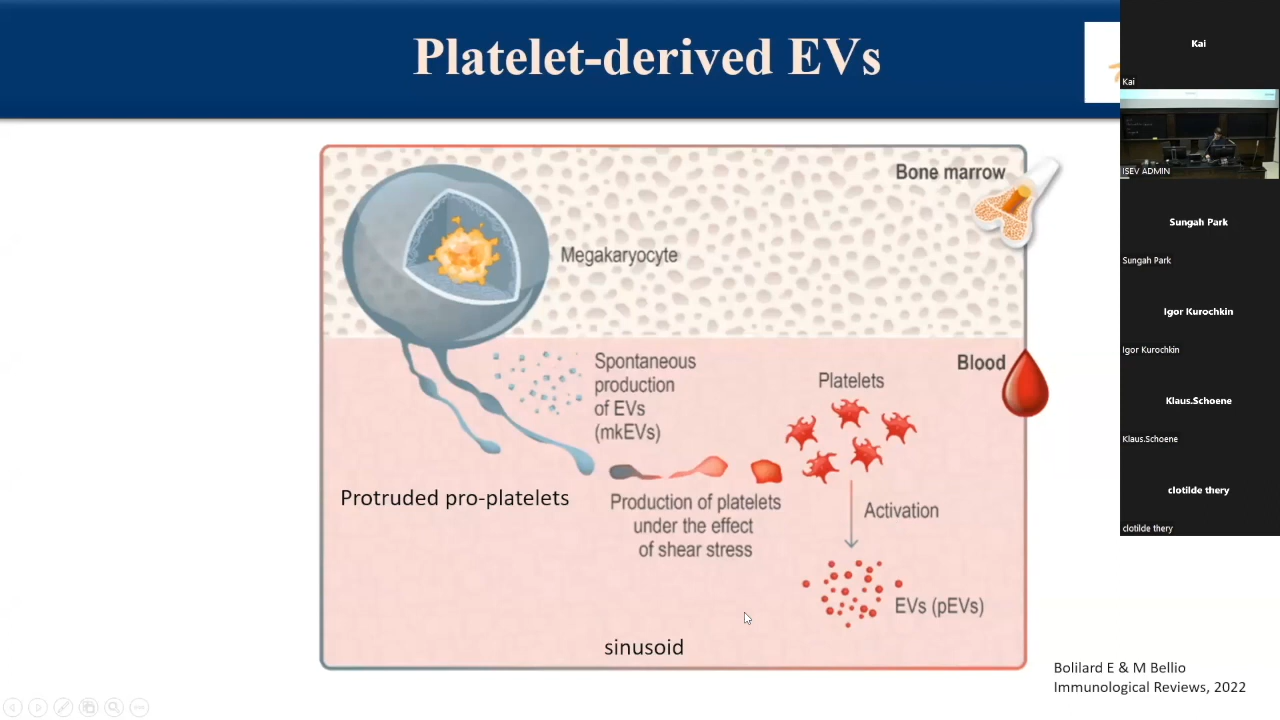 Platelet-derived EVs
Bone marrow
Megakaryocyte
Spontaneous
production
of EVs
(mkEVs)
Blood
Platelets
Protruded pro-platelets
Production of platelets
under the effect
of shear stress
Activation
EVs (pEVs)
sinusoid
Bolilard E & M Bellio
Immunological Reviews, 2022
Kai
Kai
ISEV ADMIN
Sungah Park
Sungah Park
Igor Kurochkin
Igor Kurochkin
Klaus.Schoene
Klaus.Schoene
clotilde thery
clotilde thery